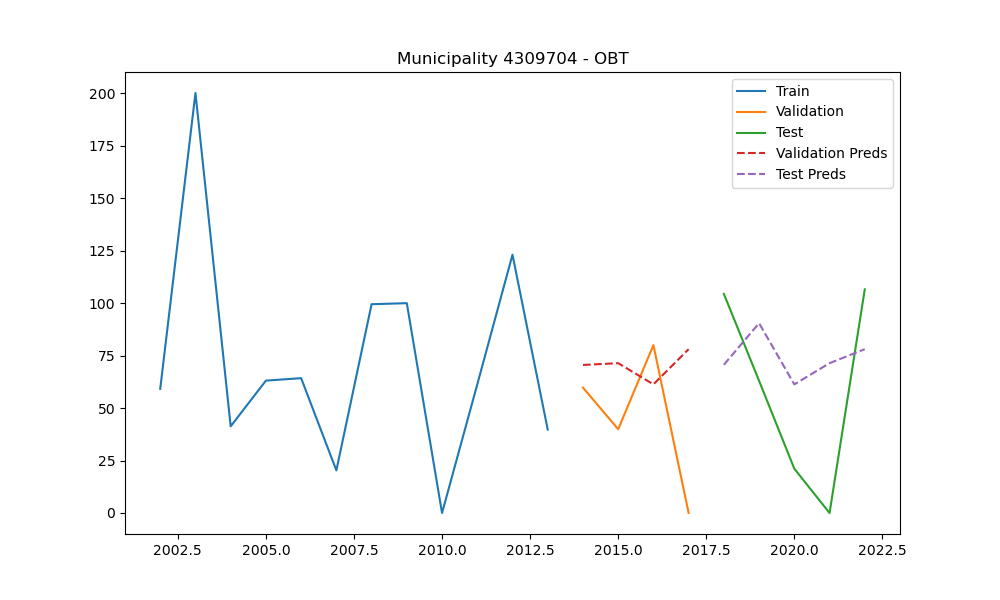 Municipality 4309704 - OBT
Train
Validation
Test
Validation Preds
Test Preds
200
175
150
125
100
75
50
25
0
2002.5 2005.0 2007.5 2010.0 2012.5 2015.0 2017.5 2020.0 2022.5